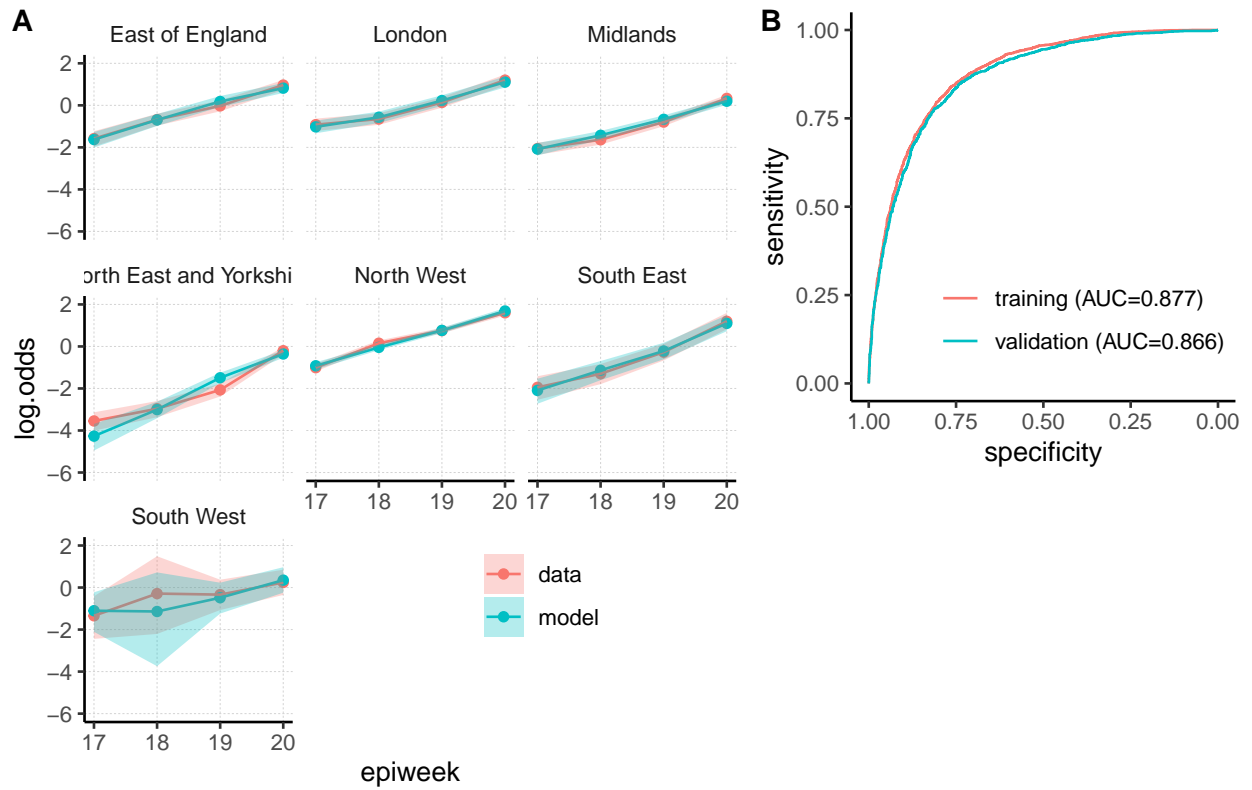 A
East of England
London
Midlands
2
0
−2
−4
−6
orth East and Yorkshi
North West
South East
2
0
−2
−4
−6
17
18
19
20
17
18
19
20
South West
2
0
−2
−4
−6
17
18
19
20
log.odds
epiweek
data
model
B
1.00
0.75
0.50
0.25
0.00
sensitivity
training (AUC=0.877)
validation (AUC=0.866)
1.00
0.75
0.50
0.25
0.00
specificity